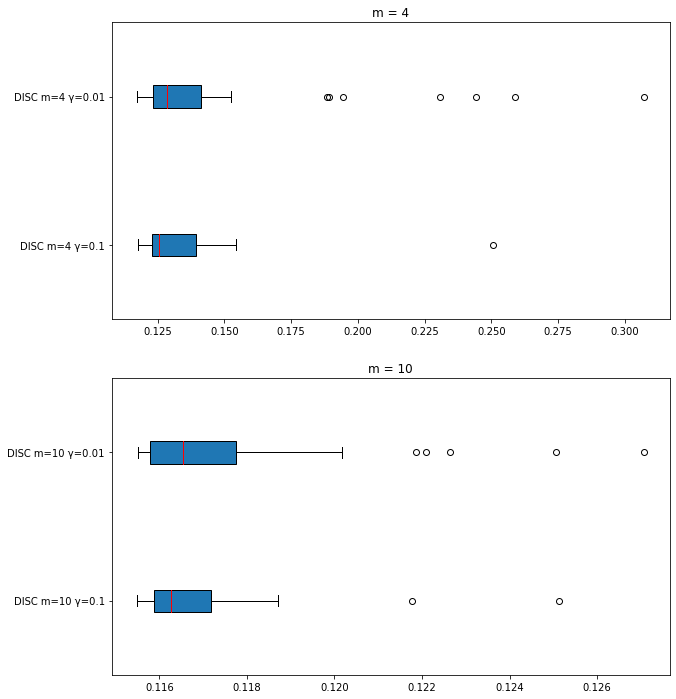 m = 4
DISC m=4 γ=0.01
DISC m=4 γ=0.1
0.125 0.150 0.175 0.200 0.225 0.250 0.275 0.300
m = 10
DISC m=10 γ=0.01
DISC m=10 γ=0.1
0.116 0.118 0.120 0.122 0.124 0.126